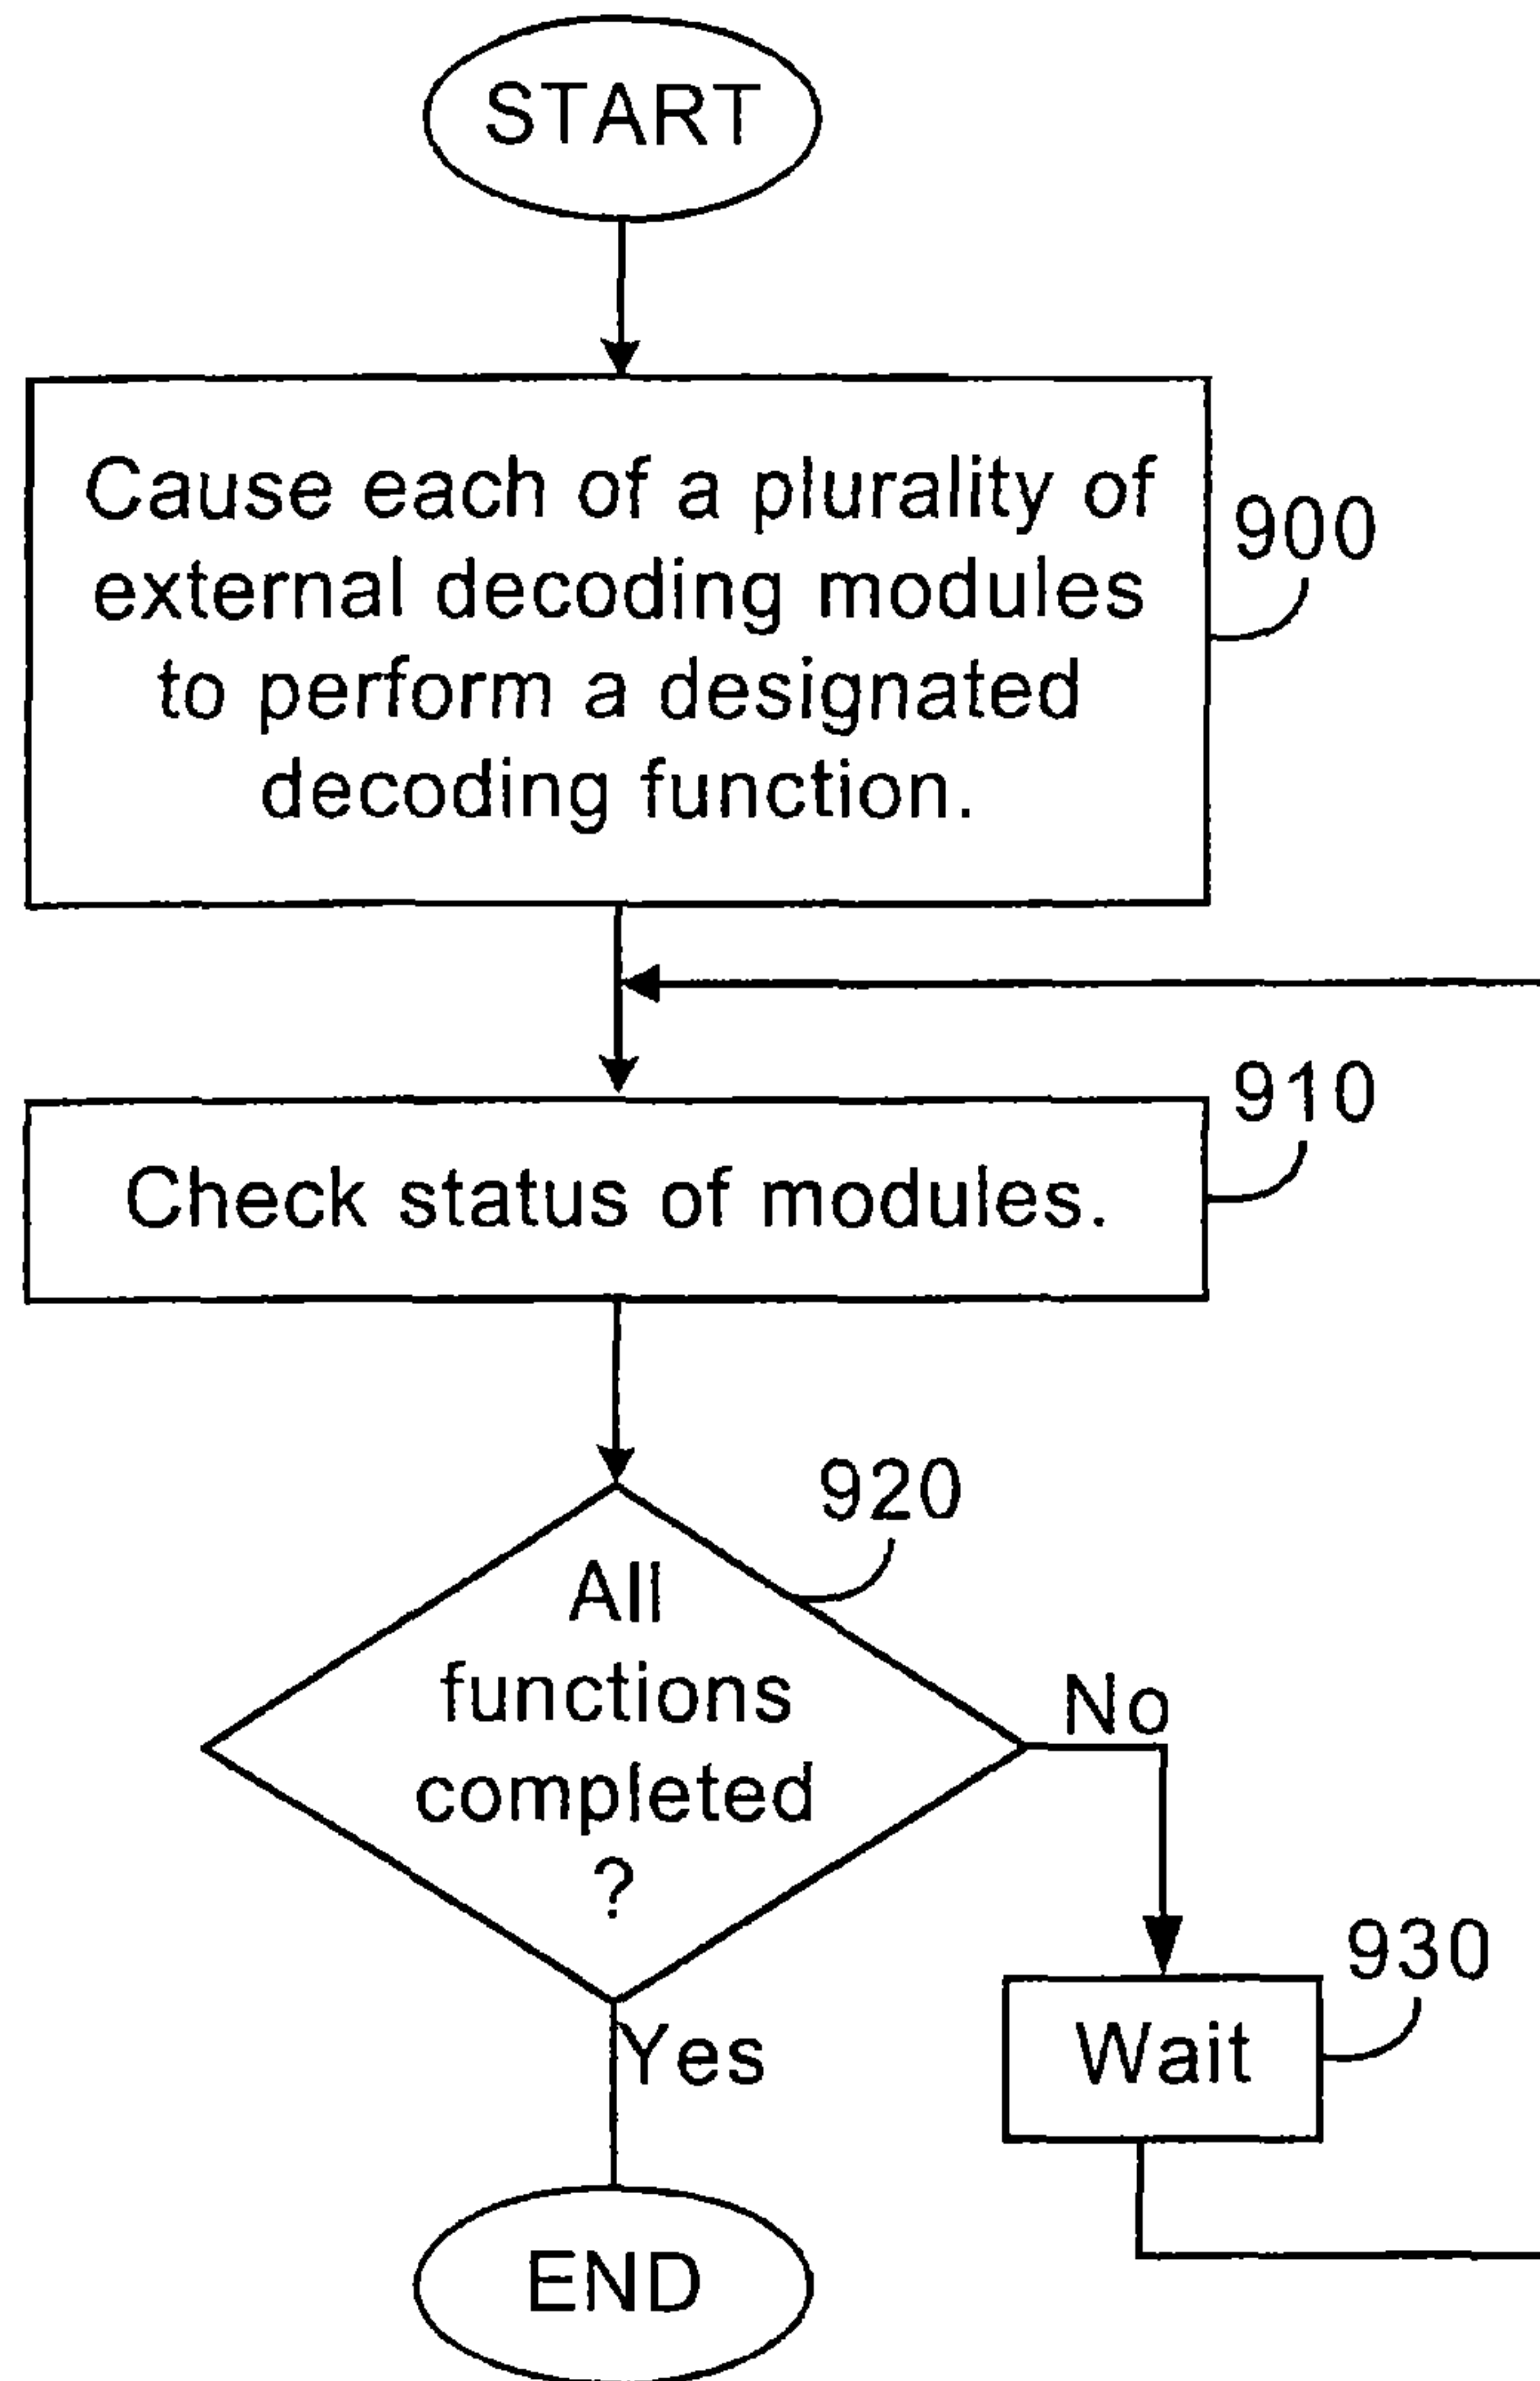 START
Cause each of a plurality of
external decoding modules
to perform a designated
decoding function.
900
910
Check status of modules.
920
All
functions
completed
?
No
930
Wait
Yes
END